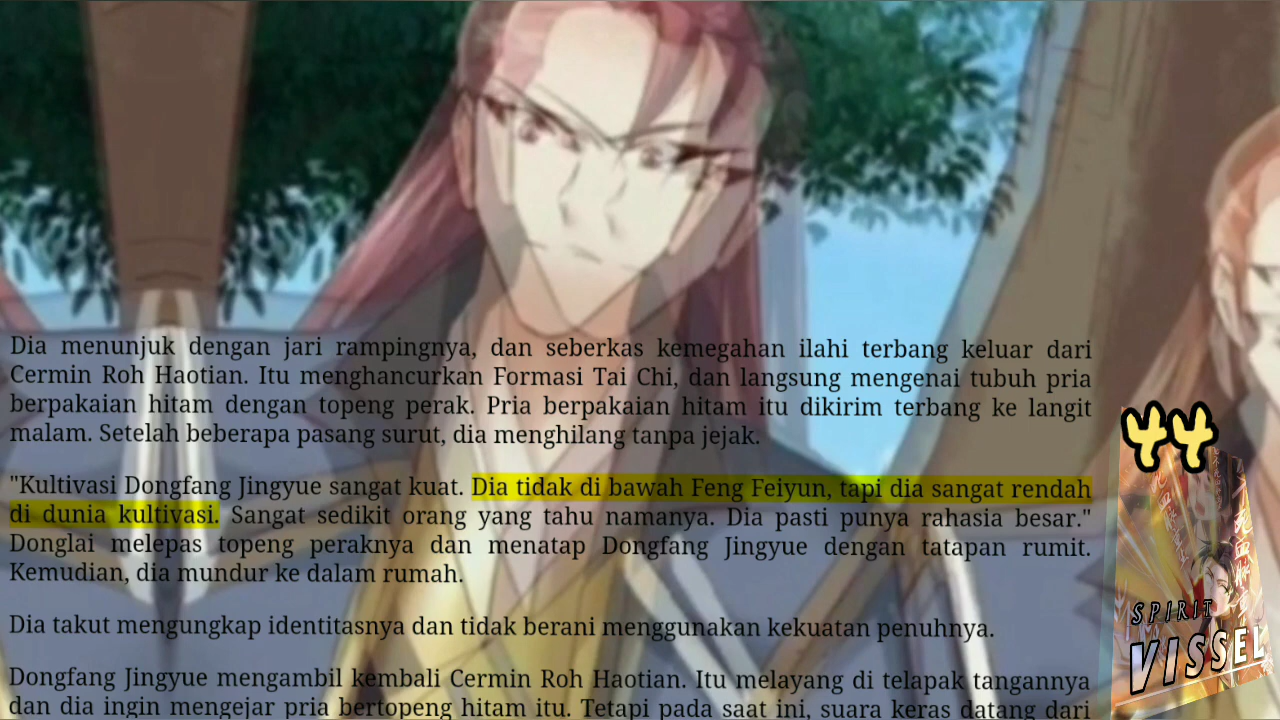 Dia menunjuk dengan jari rampingnya, dan seberkas kemegahan ilahi terbang keluar dari
Cermin Roh Haotian. Itu menghancurkan Formasi Tai Chi, dan langsung mengenai tubuh pria
berpakaian hitam dengan topeng perak. Pria berpakaian hitam itu dikirim terbang ke langit
malam. Setelah beberapa pasang surut, dia menghilang tanpa jejak.
"Kultivasi Dongfang Jingyue sangat kuat. Dia tidak di bawah Feng Feiyun, tapi dia sangat rendah
di dunia kultivasi. Sangat sedikit orang yang tahu namanya. Dia pasti punya rahasia besar."
Donglai melepas topeng peraknya dan menatap Dongfang Jingyue dengan tatapan rumit.
Kemudian, dia mundur ke dalam rumah.
Dia takut mengungkap identitasnya dan tidak berani menggunakan kekuatan penuhnya.
Dongfang Jingyue mengambil kembali Cermin Roh Haotian. Itu melayang di telapak tangannya
dan dia ingin mengejar pria bertopeng hitam itu. Tetapi pada saat ini, suara keras datang dari
44
SPIRIT
VISSEL